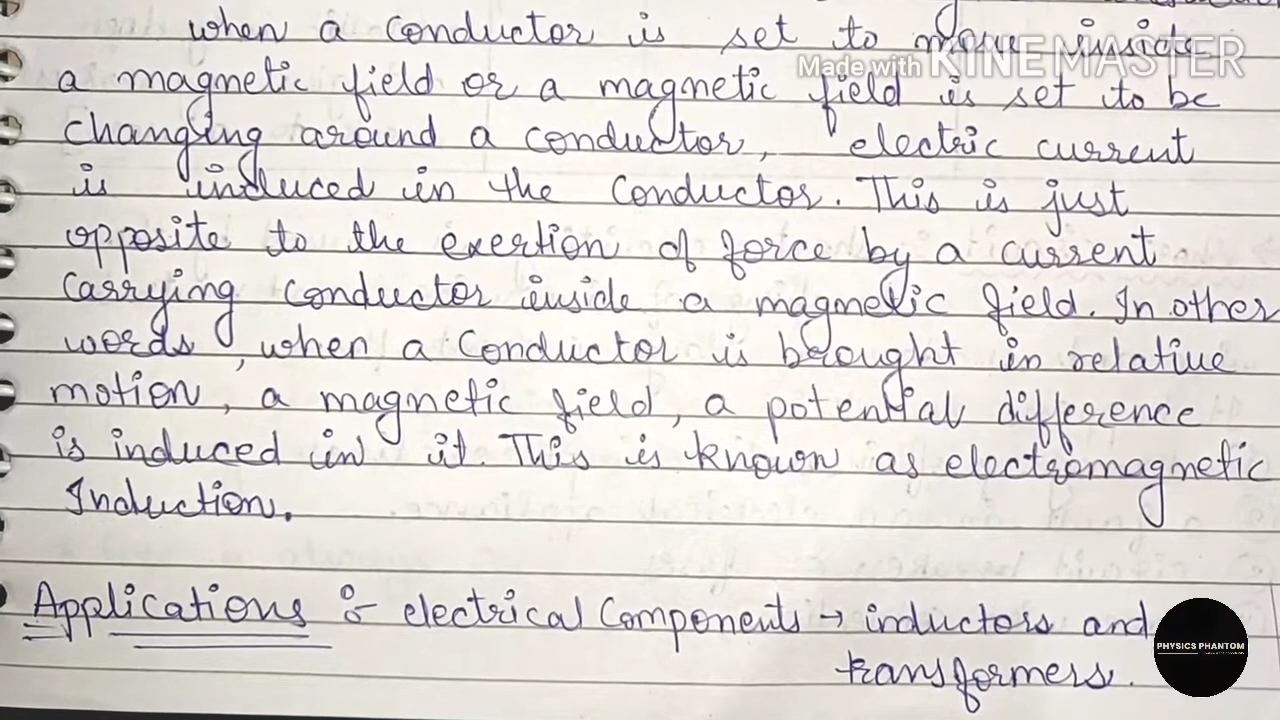 when a conductor is set to move inside
Made with KINEMASTER
a magnetic field or a magnetic field is set to be
changing around a conductor, electric current
is induced in the conductor. This is just
opposite to the exertion of force by a current
carrying conductor inside a magnetic field. In other
words, when a conductor is brought in relative
motion, a magnetic field, a potential difference
is induced in it. This is known as electromagnetic
Induction.
Applications :- electrical components → inductors and
transformers.
PHYSICS PHANTOM